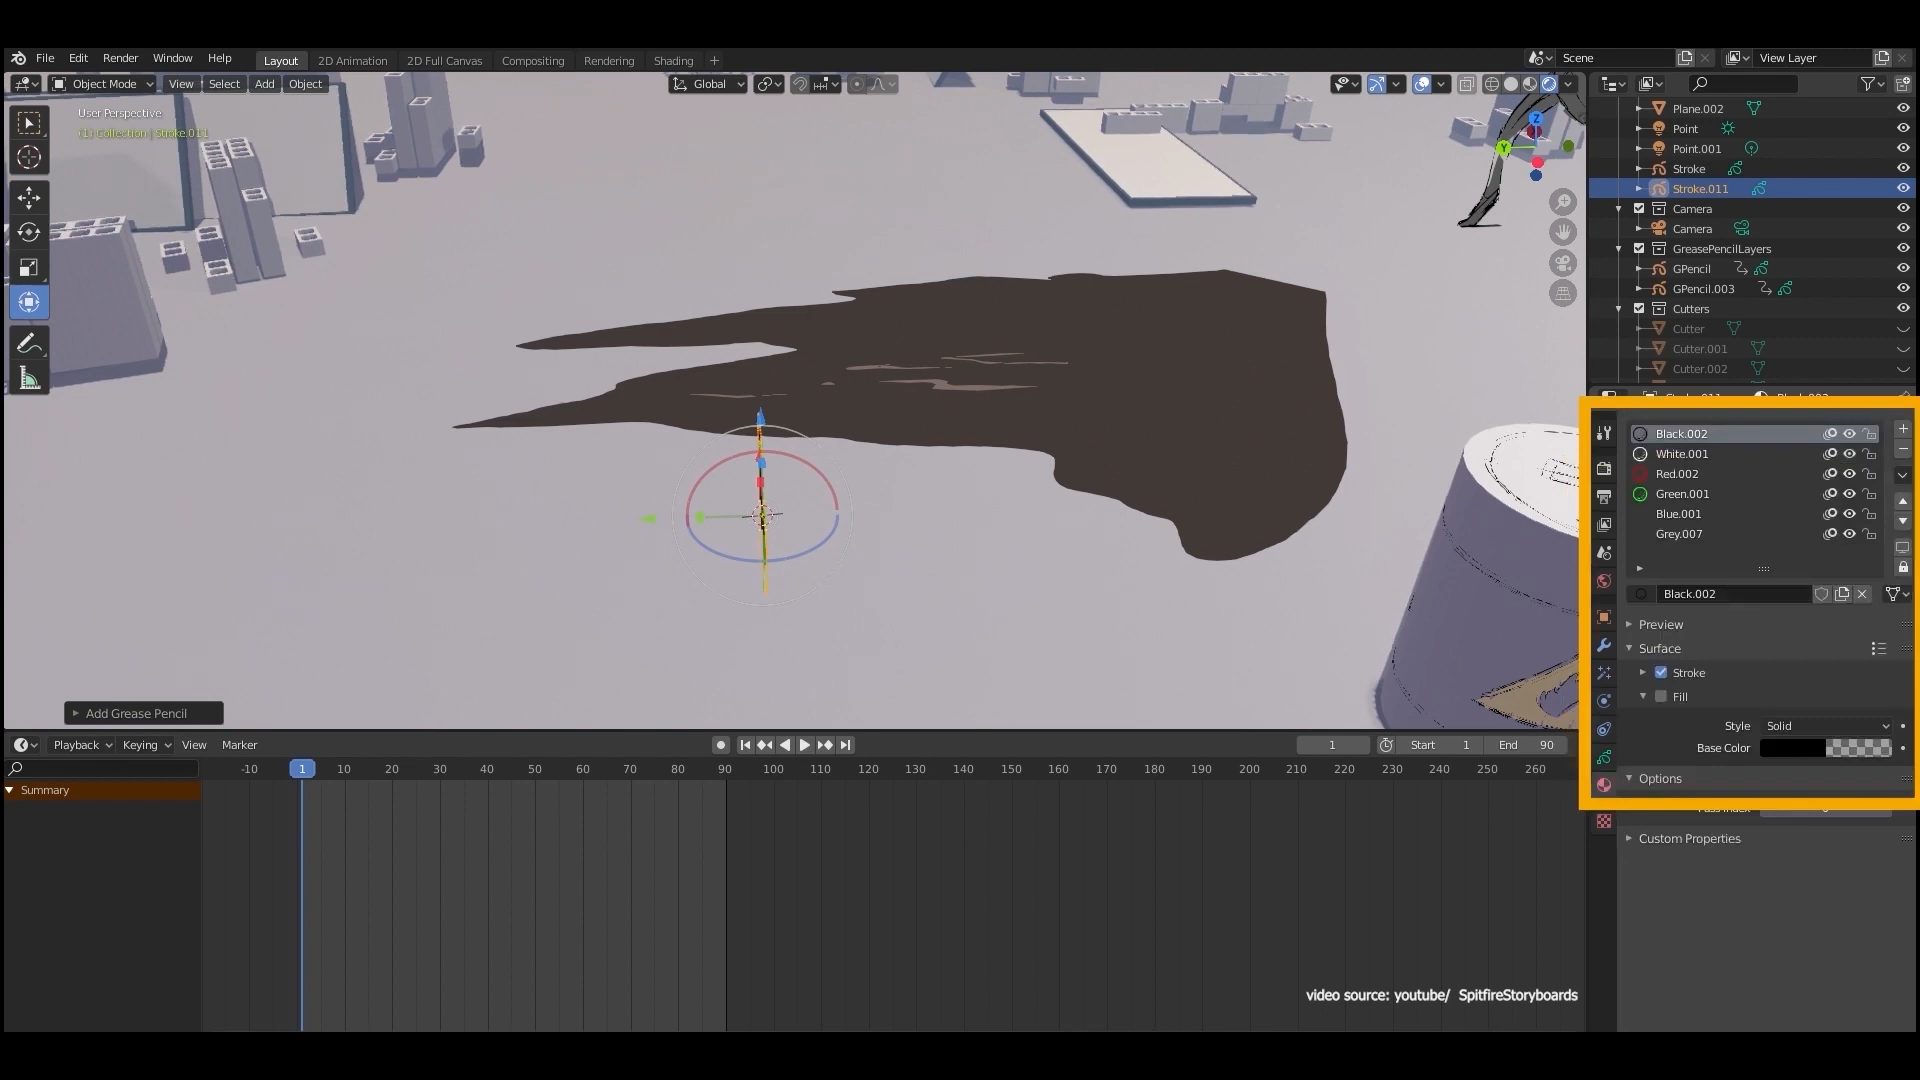 File Edit Render Window Help Layout 2D Animation 2D Full Canvas Compositing Rendering Shading + Scene View Layer
Object Mode View Select Add Object Global
User Perspective
(1) Collection | Stroke.011
Z
Y
Plane.002
Point
Point.001
Stroke
Stroke.011
Camera
Camera
GreasePencilLayers
GPencil
GPencil.003
Cutters
Cutter
Cutter.001
Cutter.002
Black.002
White.001
Red.002
Green.001
Blue.001
Grey.007
Black.002
Preview
Surface
Stroke
Fill
Style Solid
Base Color
Options
Custom Properties
Add Grease Pencil
Playback Keying View Marker 1 Start 1 End 90
-10 1 10 20 30 40 50 60 70 80 90 100 110 120 130 140 150 160 170 180 190 200 210 220 230 240 250 260
Summary
video source: youtube/ SpitfireStoryboards